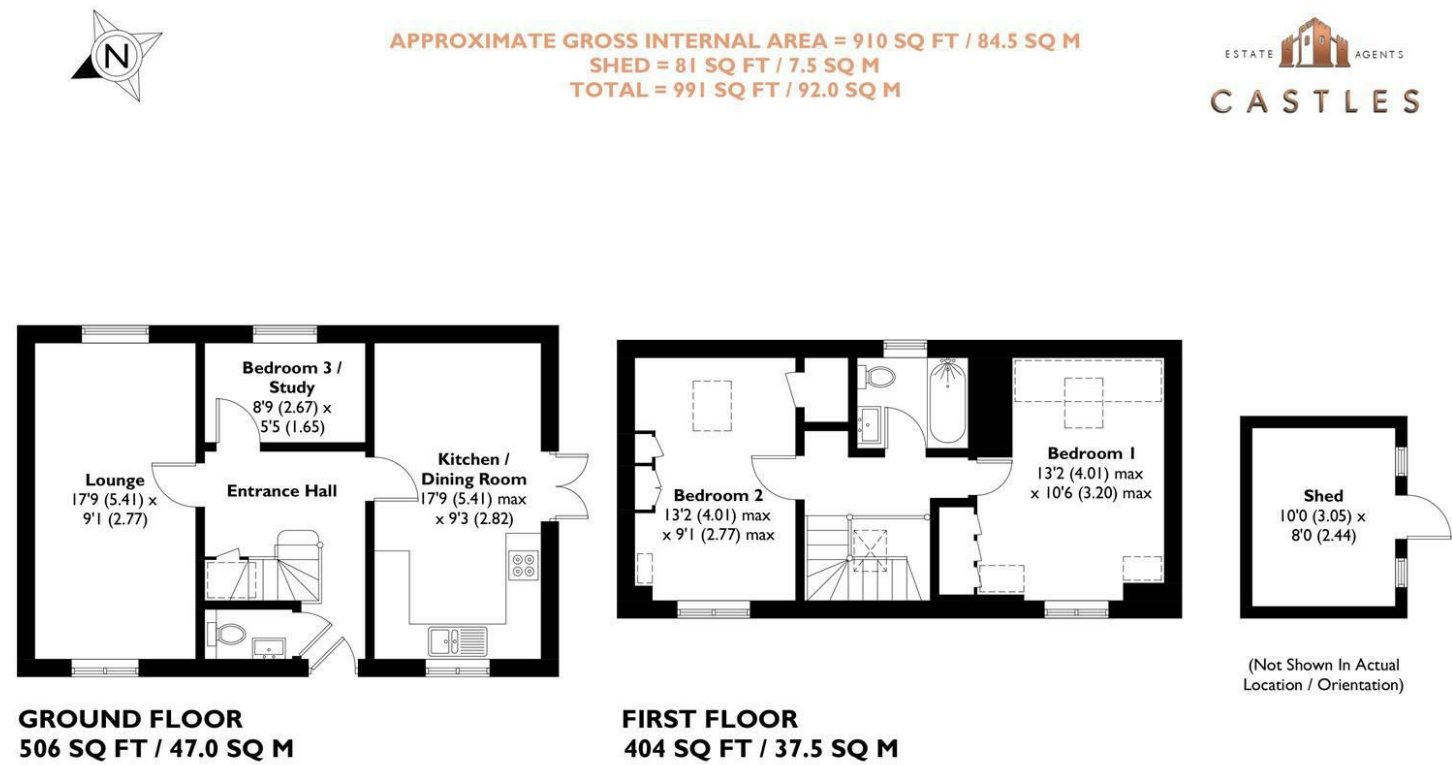 N
APPROXIMATE GROSS INTERNAL AREA = 910 SQ FT / 84.5 SQ M
SHED = 81 SQ FT / 7.5 SQ M
TOTAL = 991 SQ FT / 92.0 SQ M
ESTATE AGENTS
CASTLES
Bedroom 3 /
Study
8'9 (2.67) x
5'5 (1.65)
Lounge
17'9 (5.41) x
9'1 (2.77)
Entrance Hall
Kitchen /
Dining Room
17'9 (5.41) max
x 9'3 (2.82)
Bedroom 2
13'2 (4.01) max
x 9'1 (2.77) max
Bedroom 1
13'2 (4.01) max
x 10'6 (3.20) max
Shed
10'0 (3.05) x
8'0 (2.44)
(Not Shown In Actual
Location / Orientation)
GROUND FLOOR
506 SQ FT / 47.0 SQ M
FIRST FLOOR
404 SQ FT / 37.5 SQ M